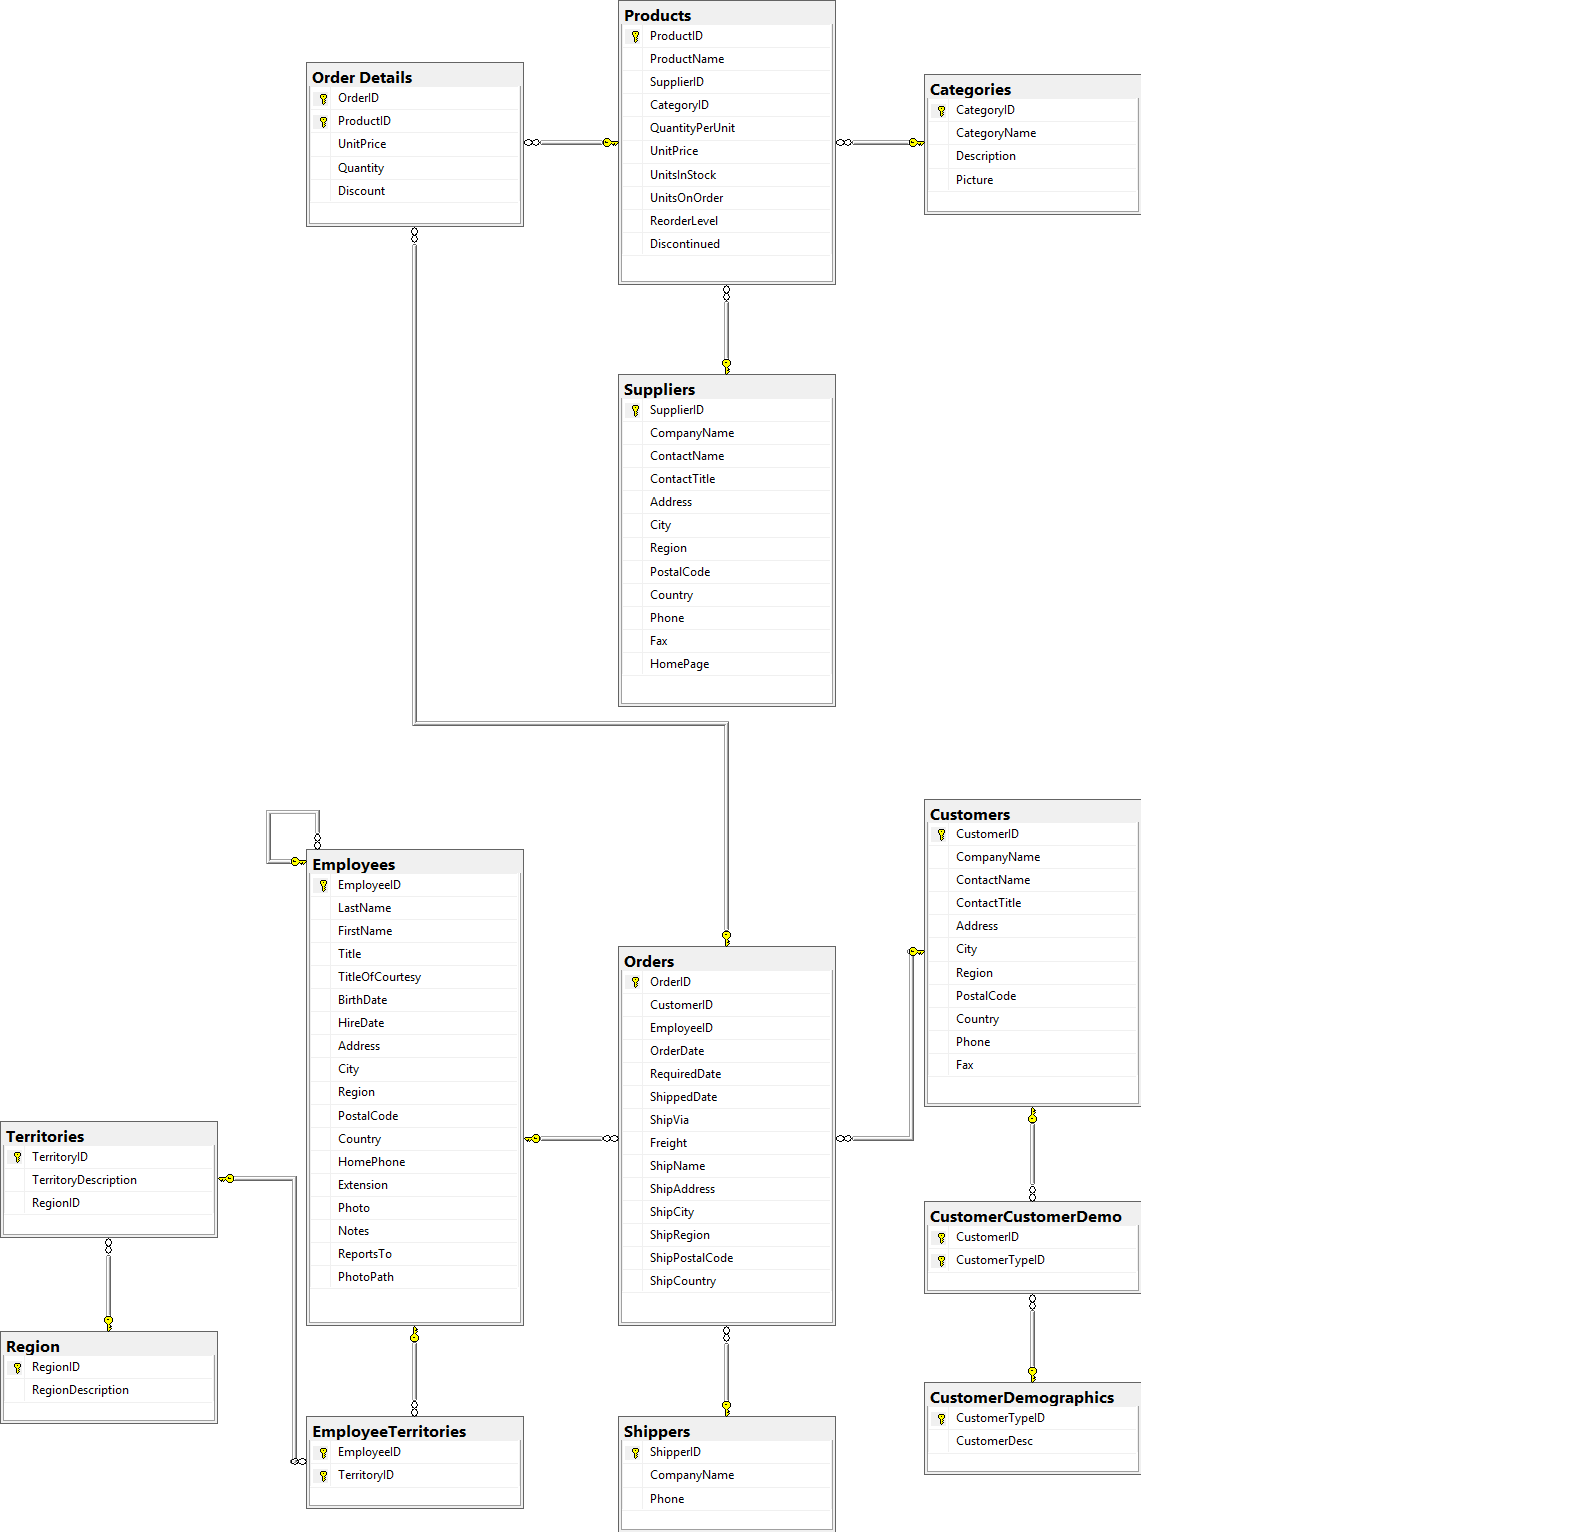 Products
ProductID
ProductName
SupplierID
CategoryID
QuantityPerUnit
UnitPrice
UnitsInStock
UnitsOnOrder
ReorderLevel
Discontinued
Order Details
OrderID
ProductID
UnitPrice
Quantity
Discount
Categories
CategoryID
CategoryName
Description
Picture
Suppliers
SupplierID
CompanyName
ContactName
ContactTitle
Address
City
Region
PostalCode
Country
Phone
Fax
HomePage
Customers
CustomerID
CompanyName
ContactName
ContactTitle
Address
City
Region
PostalCode
Country
Phone
Fax
Employees
EmployeeID
LastName
FirstName
Title
TitleOfCourtesy
BirthDate
HireDate
Address
City
Region
PostalCode
Country
HomePhone
Extension
Photo
Notes
ReportsTo
PhotoPath
Orders
OrderID
CustomerID
EmployeeID
OrderDate
RequiredDate
ShippedDate
ShipVia
Freight
ShipName
ShipAddress
ShipCity
ShipRegion
ShipPostalCode
ShipCountry
Territories
TerritoryID
TerritoryDescription
RegionID
CustomerCustomerDemo
CustomerID
CustomerTypeID
Region
RegionID
RegionDescription
CustomerDemographics
CustomerTypeID
CustomerDesc
EmployeeTerritories
EmployeeID
TerritoryID
Shippers
ShipperID
CompanyName
Phone